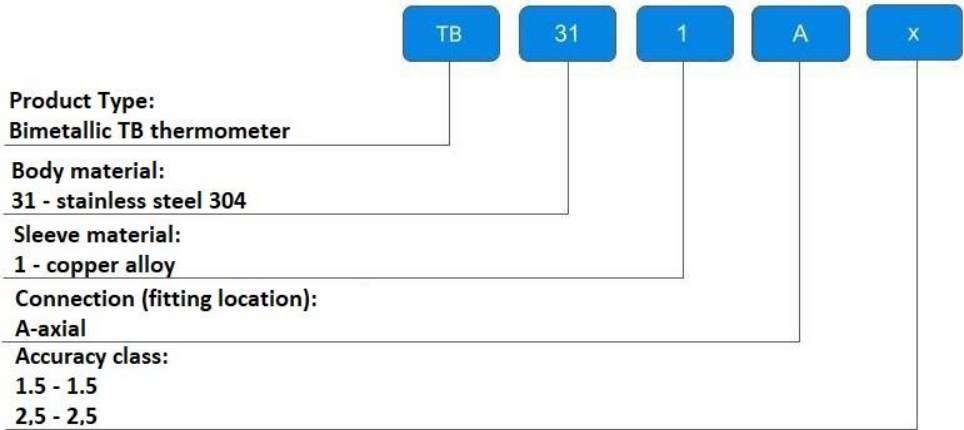 TB 31 1 A x
Product Type:
Bimetallic TB thermometer
Body material:
31 - stainless steel 304
Sleeve material:
1 - copper alloy
Connection (fitting location):
A-axial
Accuracy class:
1.5 - 1.5
2,5 - 2,5